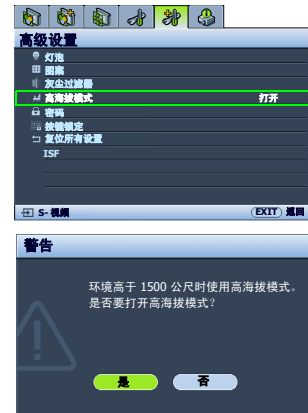 高级设置
灯泡
图素
灰尘过滤器
高海拔模式 打开
密码
按键锁定
复位所有设置
ISF
S-视频 EXIT 返回
警告
环境高于 1500 公尺时使用高海拔模式。
是否要打开高海拔模式?
是 否